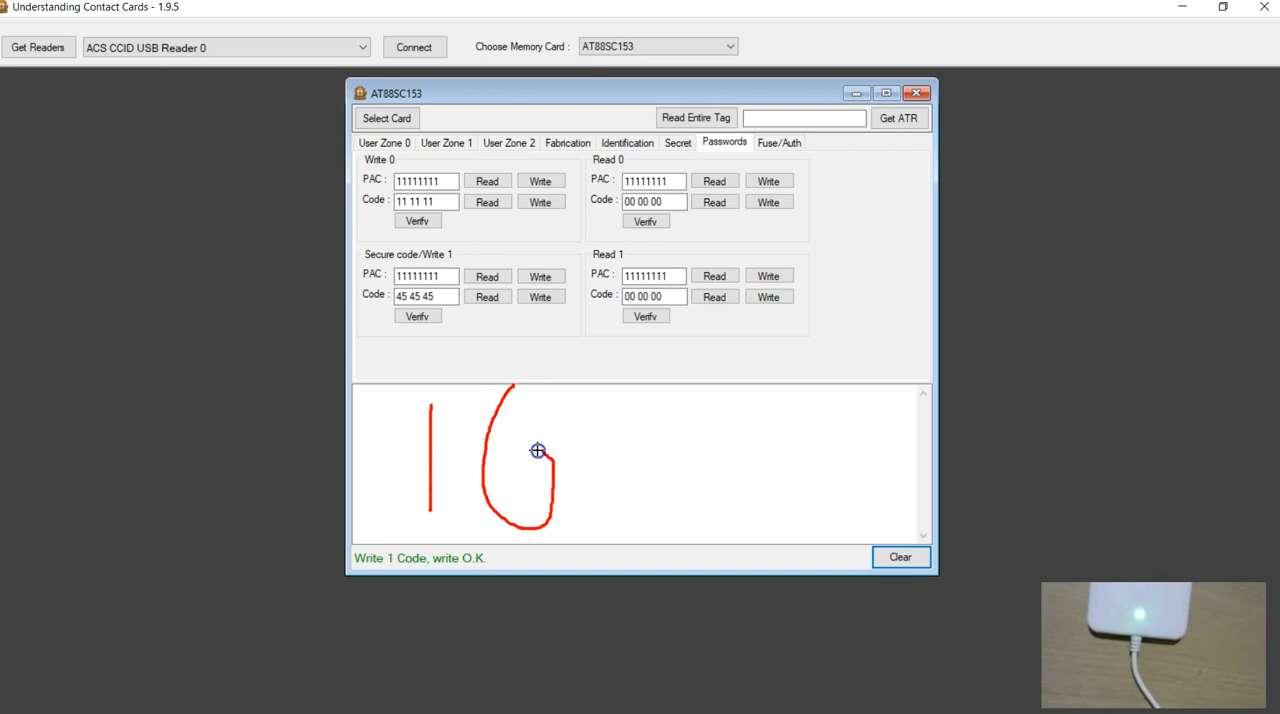 Understanding Contact Cards - 1.9.5
Get Readers ACS CCID USB Reader 0 Connect Choose Memory Card : AT88SC153
AT88SC153
Select Card Read Entire Tag Get ATR
User Zone 0 User Zone 1 User Zone 2 Fabrication Identification Secret Passwords Fuse/Auth
Write 0 Read 0
PAC : 11111111 Read Write PAC : 11111111 Read Write
Code : 11 11 11 Read Write Code : 00 00 00 Read Write
Verify Verify
Secure code/Write 1 Read 1
PAC : 11111111 Read Write PAC : 11111111 Read Write
Code : 45 45 45 Read Write Code : 00 00 00 Read Write
Verify Verify
16
Write 1 Code, write O.K. Clear